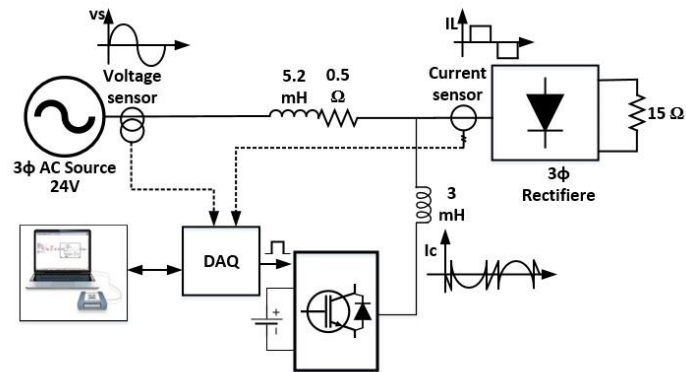 vs
IL
Voltage
sensor
5.2
mH
0.5
Ω
Current
sensor
15 Ω
3ϕ AC Source
24V
3ϕ
Rectifiere
3
mH
Ic
DAQ
+
-